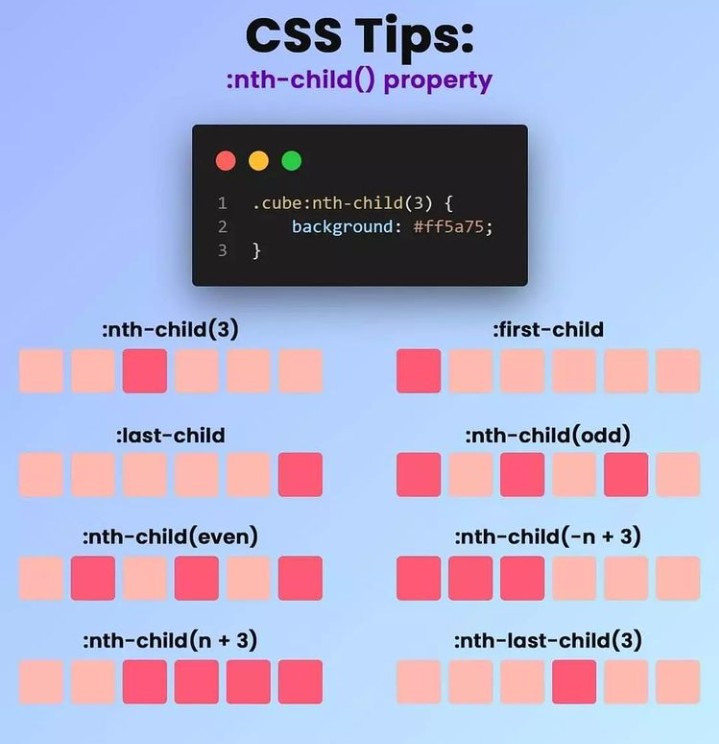 CSS Tips:
:nth-child() property
1 .cube:nth-child(3) {
2 background: #ff5a75;
3 }
:nth-child(3)
:first-child
:last-child
:nth-child(odd)
:nth-child(even)
:nth-child(-n + 3)
:nth-child(n + 3)
:nth-last-child(3)